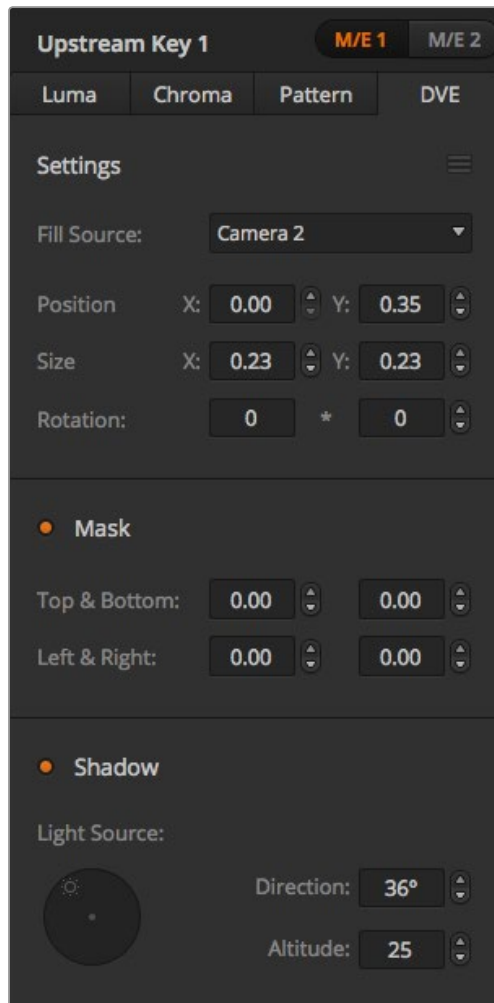 Upstream Key 1 M/E 1 M/E 2
Luma Chroma Pattern DVE
Settings
Fill Source: Camera 2
Position X: 0.00 Y: 0.35
Size X: 0.23 Y: 0.23
Rotation: 0 * 0
Mask
Top & Bottom: 0.00 0.00
Left & Right: 0.00 0.00
Shadow
Light Source:
Direction: 36º
Altitude: 25